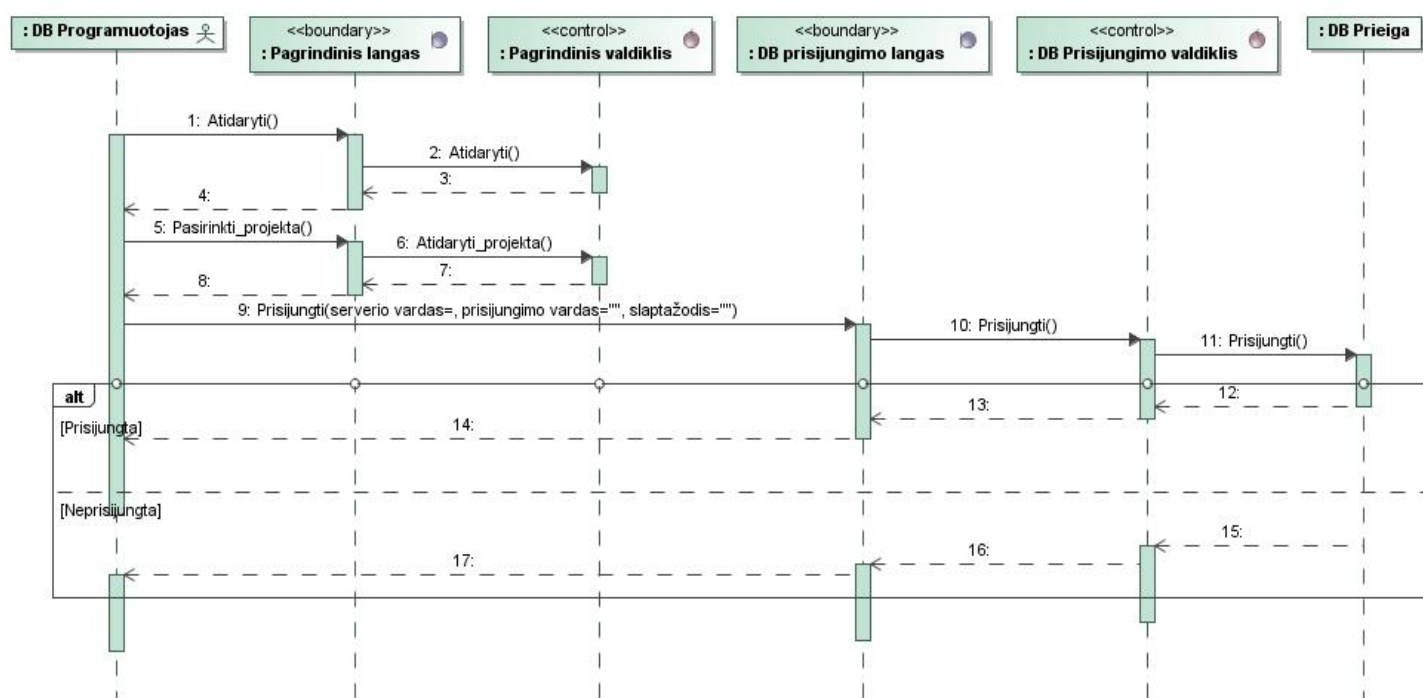 : DB Programuotojas
<<boundary>>
: Pagrindinis langas
<<control>>
: Pagrindinis valdiklis
<<boundary>>
: DB prisijungimo langas
<<control>>
: DB Prisijungimo valdiklis
: DB Prieiga
1: Atidaryti()
2: Atidaryti()
3:
4:
5: Pasirinkti_projekta()
6: Atidaryti_projekta()
7:
8:
9: Prisijungti(serverio vardas=, prisijungimo vardas="", slaptažodis="")
10: Prisijungti()
11: Prisijungti()
alt
12:
13:
[Prisijungta]
14:
[Neprisijungta]
15:
16:
17: